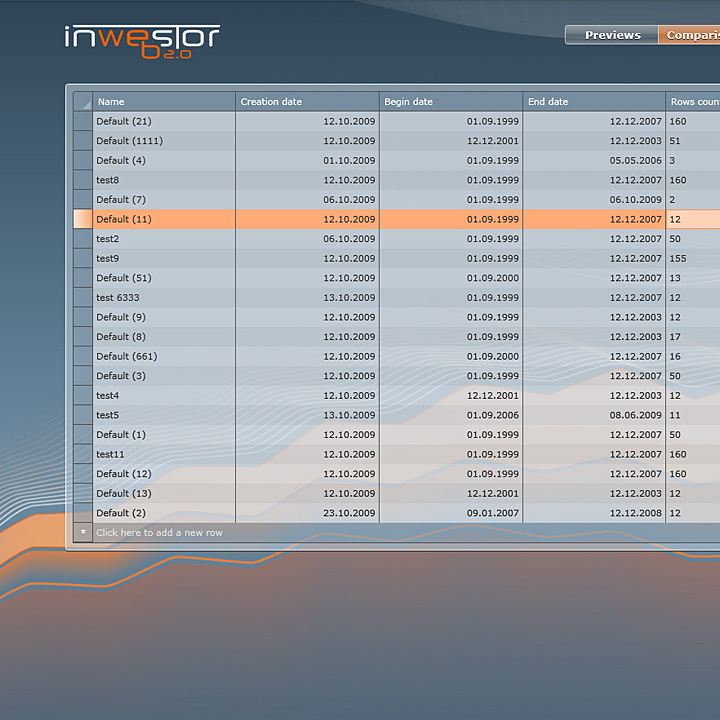 inwestor
b 2.0
Previews Comparis
Name Creation date Begin date End date Rows coun
Default (21) 12.10.2009 01.09.1999 12.12.2007 160
Default (1111) 12.10.2009 12.12.2001 12.12.2003 51
Default (4) 01.10.2009 01.09.1999 05.05.2006 3
test8 12.10.2009 01.09.1999 12.12.2007 160
Default (7) 06.10.2009 01.09.1999 06.10.2009 2
Default (11) 12.10.2009 01.09.1999 12.12.2007 12
test2 06.10.2009 01.09.1999 12.12.2007 50
test9 12.10.2009 01.09.1999 12.12.2007 155
Default (51) 12.10.2009 01.09.2000 12.12.2007 13
test 6333 13.10.2009 01.09.1999 12.12.2007 12
Default (9) 12.10.2009 01.09.1999 12.12.2003 12
Default (8) 12.10.2009 01.09.1999 12.12.2003 17
Default (661) 12.10.2009 01.09.2000 12.12.2007 16
Default (3) 12.10.2009 01.09.1999 12.12.2007 50
test4 12.10.2009 12.12.2001 12.12.2003 12
test5 13.10.2009 01.09.2006 08.06.2009 11
Default (1) 12.10.2009 01.09.1999 12.12.2007 50
test11 12.10.2009 01.09.1999 12.12.2007 160
Default (12) 12.10.2009 01.09.1999 12.12.2007 160
Default (13) 12.10.2009 12.12.2001 12.12.2003 12
Default (2) 23.10.2009 09.01.2007 12.12.2008 12
* Click here to add a new row